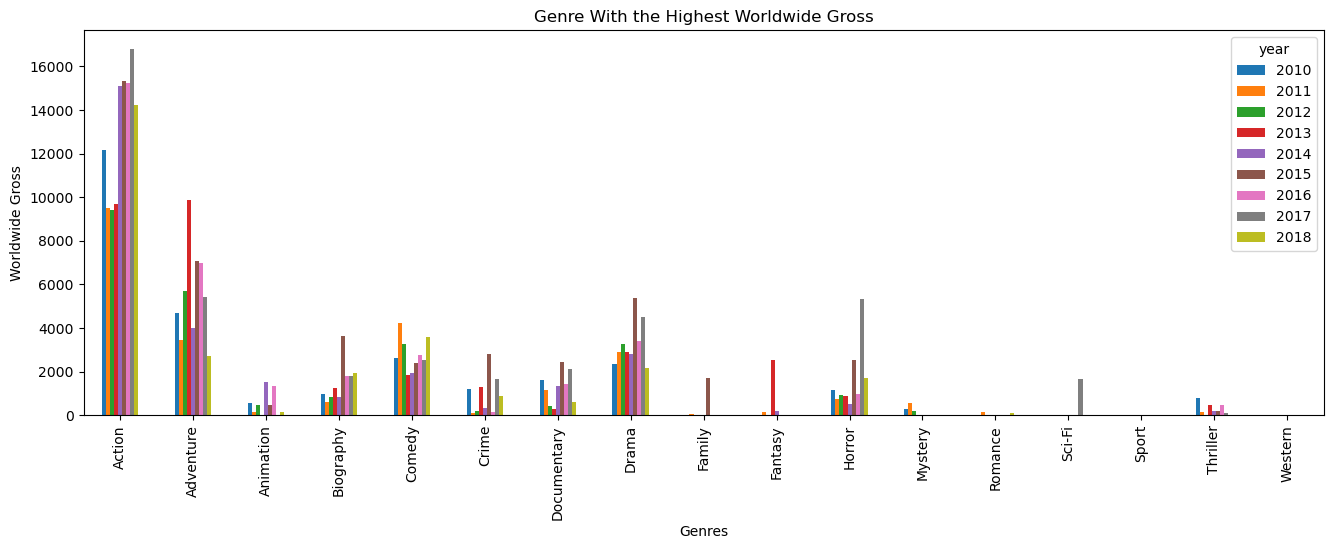 Genre With the Highest Worldwide Gross
Worldwide Gross
16000
14000
12000
10000
8000
6000
4000
2000
0
year
2010
2011
2012
2013
2014
2015
2016
2017
2018
Action
Adventure
Animation
Biography
Comedy
Crime
Documentary
Drama
Family
Fantasy
Horror
Mystery
Romance
Sci-Fi
Sport
Thriller
Western
Genres